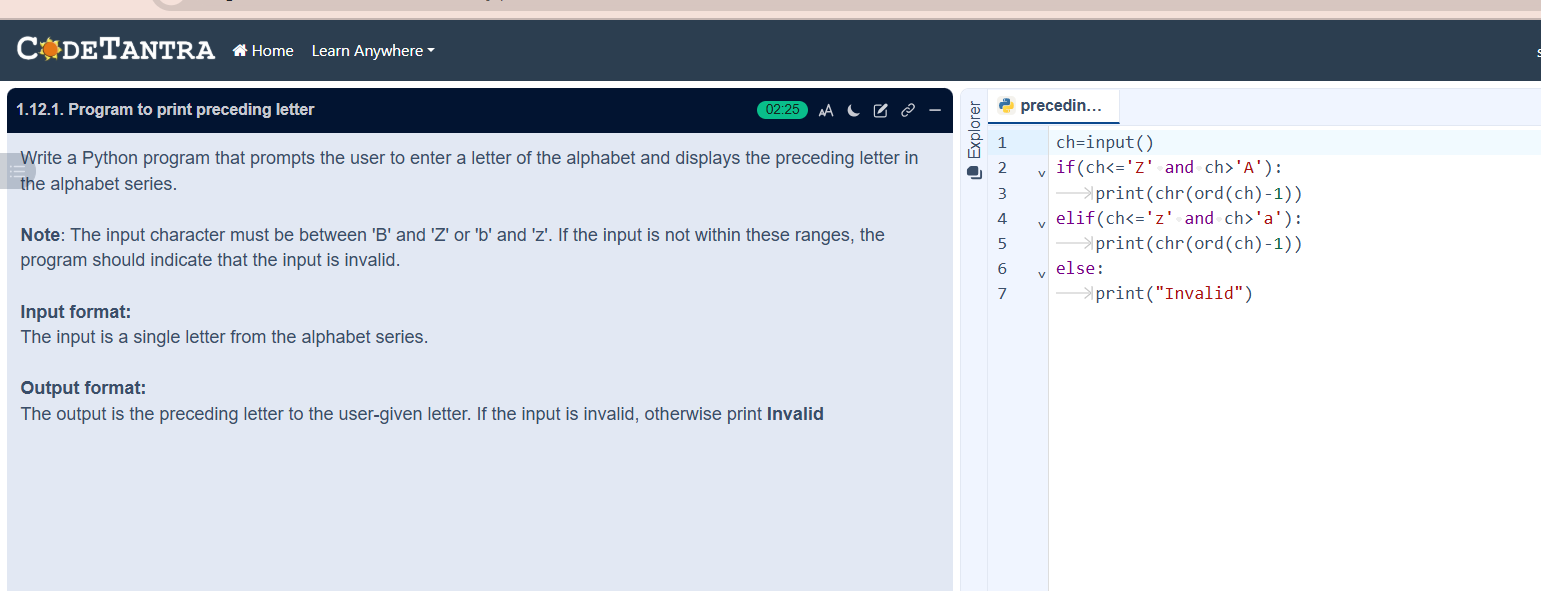 CODETANTRA Home Learn Anywhere
1.12.1. Program to print preceding letter 02:25 AA
Write a Python program that prompts the user to enter a letter of the alphabet and displays the preceding letter in
the alphabet series.
Note: The input character must be between 'B' and 'Z' or 'b' and 'z'. If the input is not within these ranges, the
program should indicate that the input is invalid.
Input format:
The input is a single letter from the alphabet series.
Output format:
The output is the preceding letter to the user-given letter. If the input is invalid, otherwise print Invalid
Explorer
precedin...
1 ch=input()
2 if(ch<='Z' and ch>'A'):
3 print(chr(ord(ch)-1))
4 elif(ch<='z' and ch>'a'):
5 print(chr(ord(ch)-1))
6 else:
7 print("Invalid")